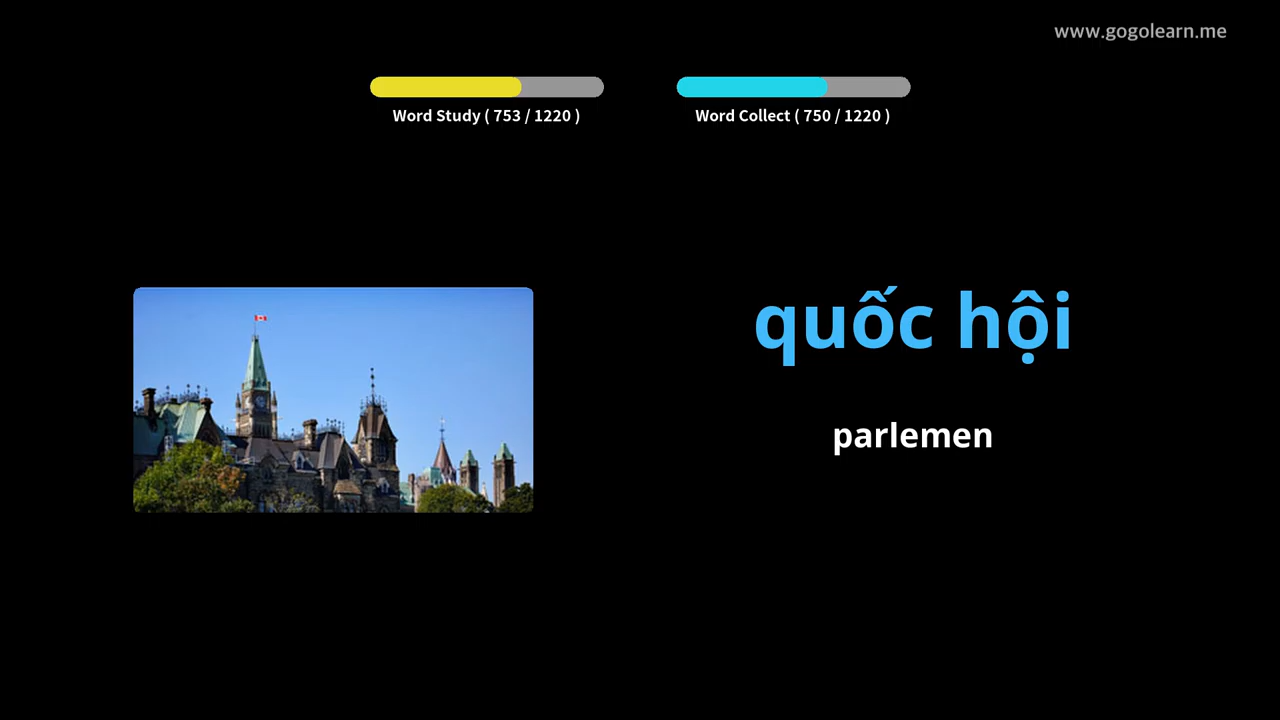 www.gogolearn.me
Word Study ( 753 / 1220 )
Word Collect ( 750 / 1220 )
quốc hội
parlemen